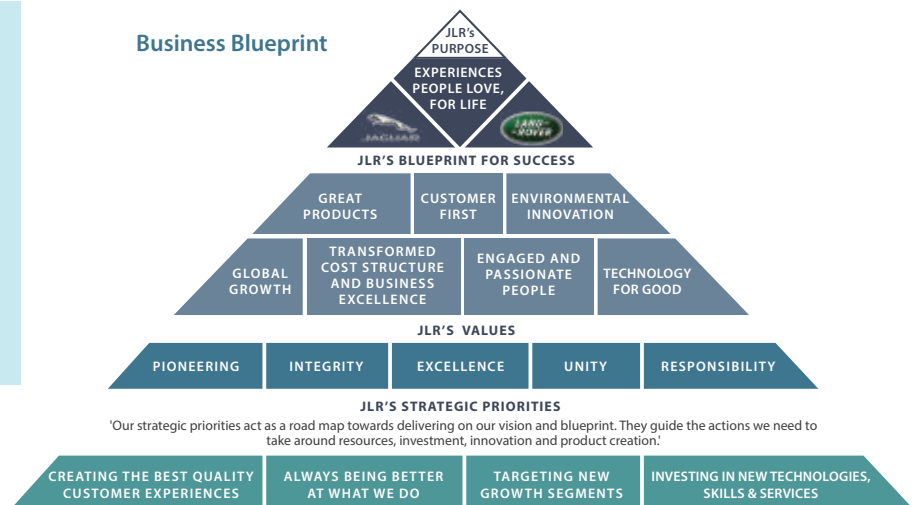 Business Blueprint
JLR's
PURPOSE
EXPERIENCES
PEOPLE LOVE,
FOR LIFE
JAGUAR
LAND-
-ROVER
JLR'S BLUEPRINT FOR SUCCESS
GREAT
PRODUCTS
CUSTOMER
FIRST
ENVIRONMENTAL
INNOVATION
GLOBAL
GROWTH
TRANSFORMED
COST STRUCTURE
AND BUSINESS
EXCELLENCE
ENGAGED AND
PASSIONATE
PEOPLE
TECHNOLOGY
FOR GOOD
JLR'S VALUES
PIONEERING
INTEGRITY
EXCELLENCE
UNITY
RESPONSIBILITY
JLR'S STRATEGIC PRIORITIES
'Our strategic priorities act as a road map towards delivering on our vision and blueprint. They guide the actions we need to
take around resources, investment, innovation and product creation.'
CREATING THE BEST QUALITY
CUSTOMER EXPERIENCES
ALWAYS BEING BETTER
AT WHAT WE DO
TARGETING NEW
GROWTH SEGMENTS
INVESTING IN NEW TECHNOLOGIES,
SKILLS & SERVICES